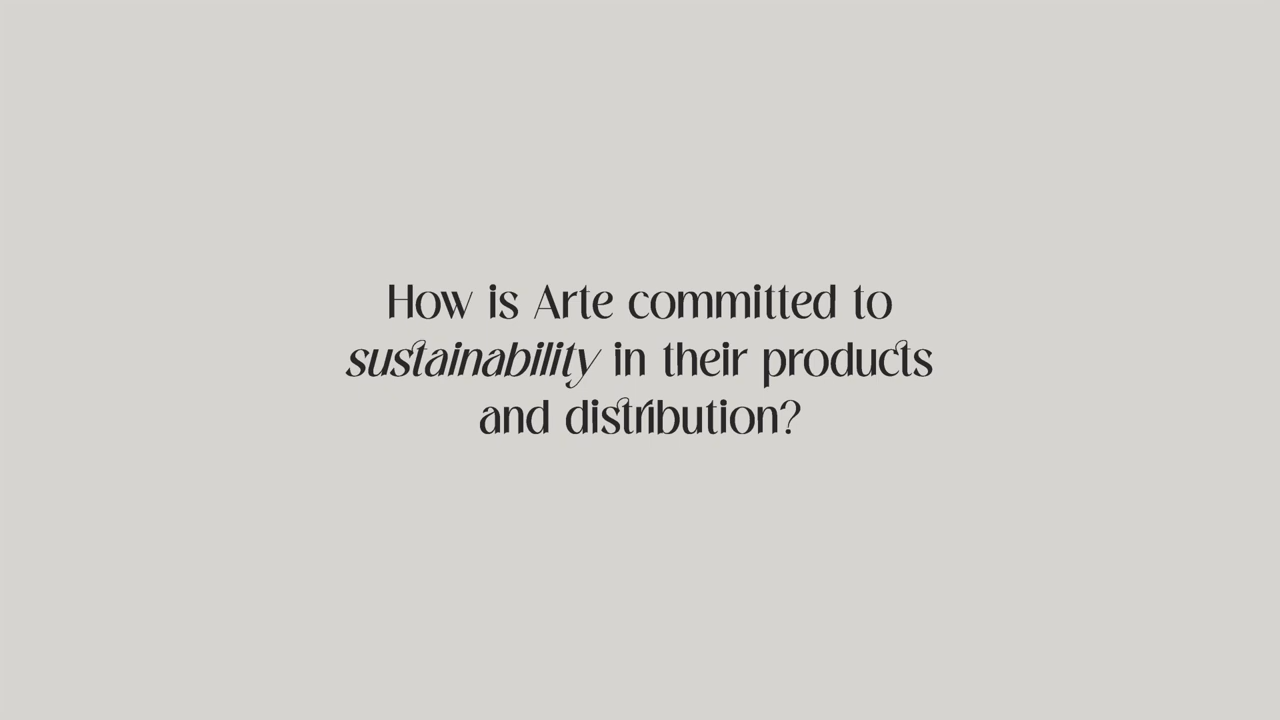 How is Arte committed to
sustainability in their products
and distribution?